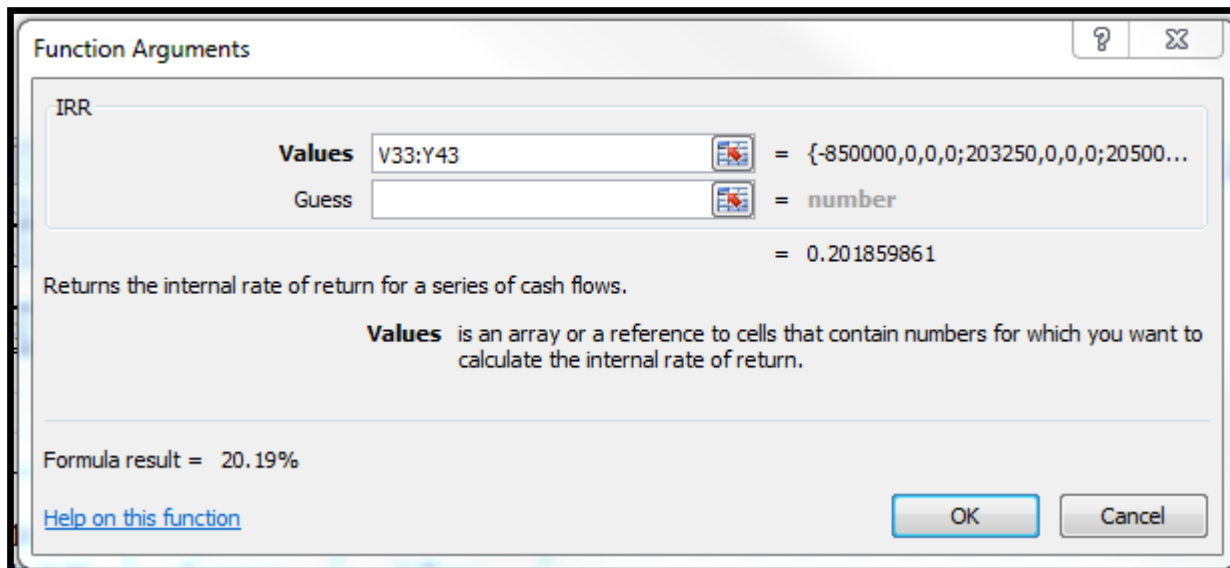 Function Arguments
IRR
Values V33:Y43 = {-850000,0,0,0;203250,0,0,0;20500...
Guess = number
= 0.201859861
Returns the internal rate of return for a series of cash flows.
Values is an array or a reference to cells that contain numbers for which you want to
calculate the internal rate of return.
Formula result = 20.19%
Help on this function OK Cancel